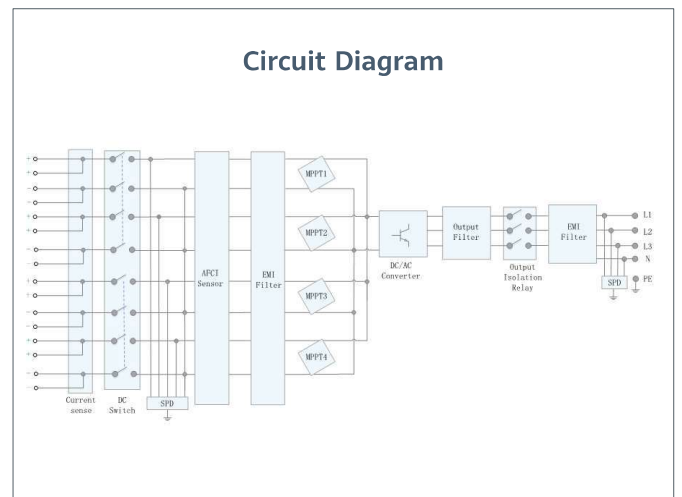 Circuit Diagram
+
+
-
-
+
+
-
-
+
+
-
-
+
+
-
-
Current
sense
DC
Switch
SPD
AFCI
Sensor
EMI
Filter
MPPT1
MPPT2
MPPT3
MPPT4
DC/AC
Converter
Output
Filter
Output
Isolation
Relay
EMI
Filter
SPD
L1
L2
L3
N
PE